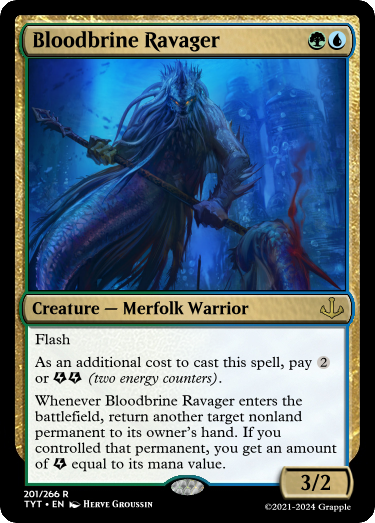 Bloodbrine Ravager
Creature — Merfolk Warrior
Flash
As an additional cost to cast this spell, pay 2
or (two energy counters).
Whenever Bloodbrine Ravager enters the
battlefield, return another target nonland
permanent to its owner's hand. If you
controlled that permanent, you get an amount
of equal to its mana value.
3/2
201/266 R
TYT • EN Herve Groussin
©2021-2024 Grapple